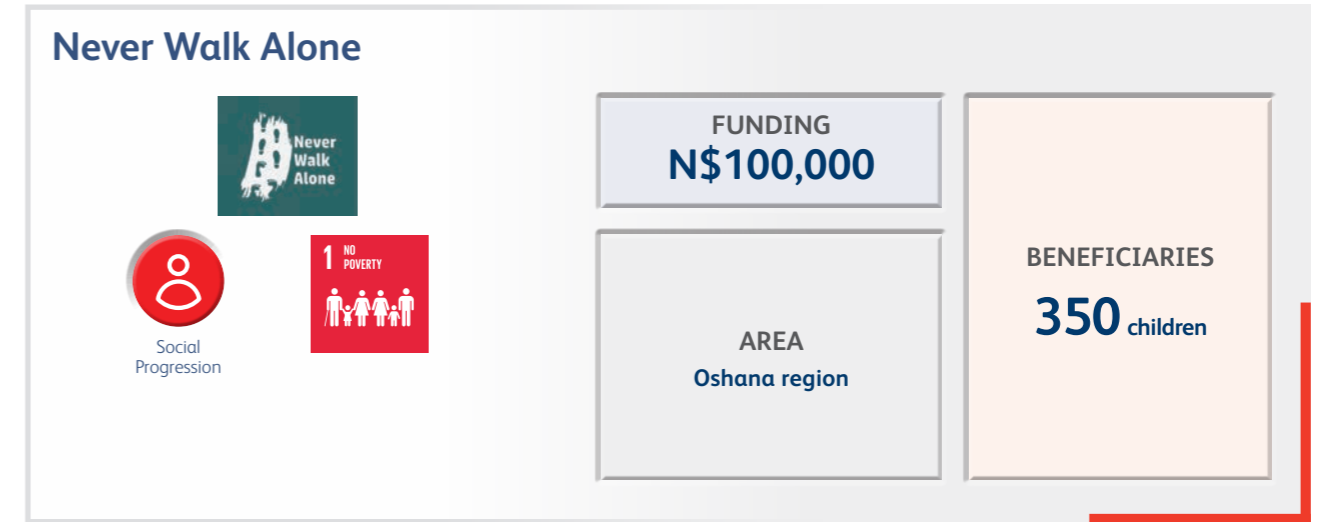 Never Walk Alone
Never
Walk
Alone
1 NO
POVERTY
Social
Progression
FUNDING
N$100,000
AREA
Oshana region
BENEFICIARIES
350 children